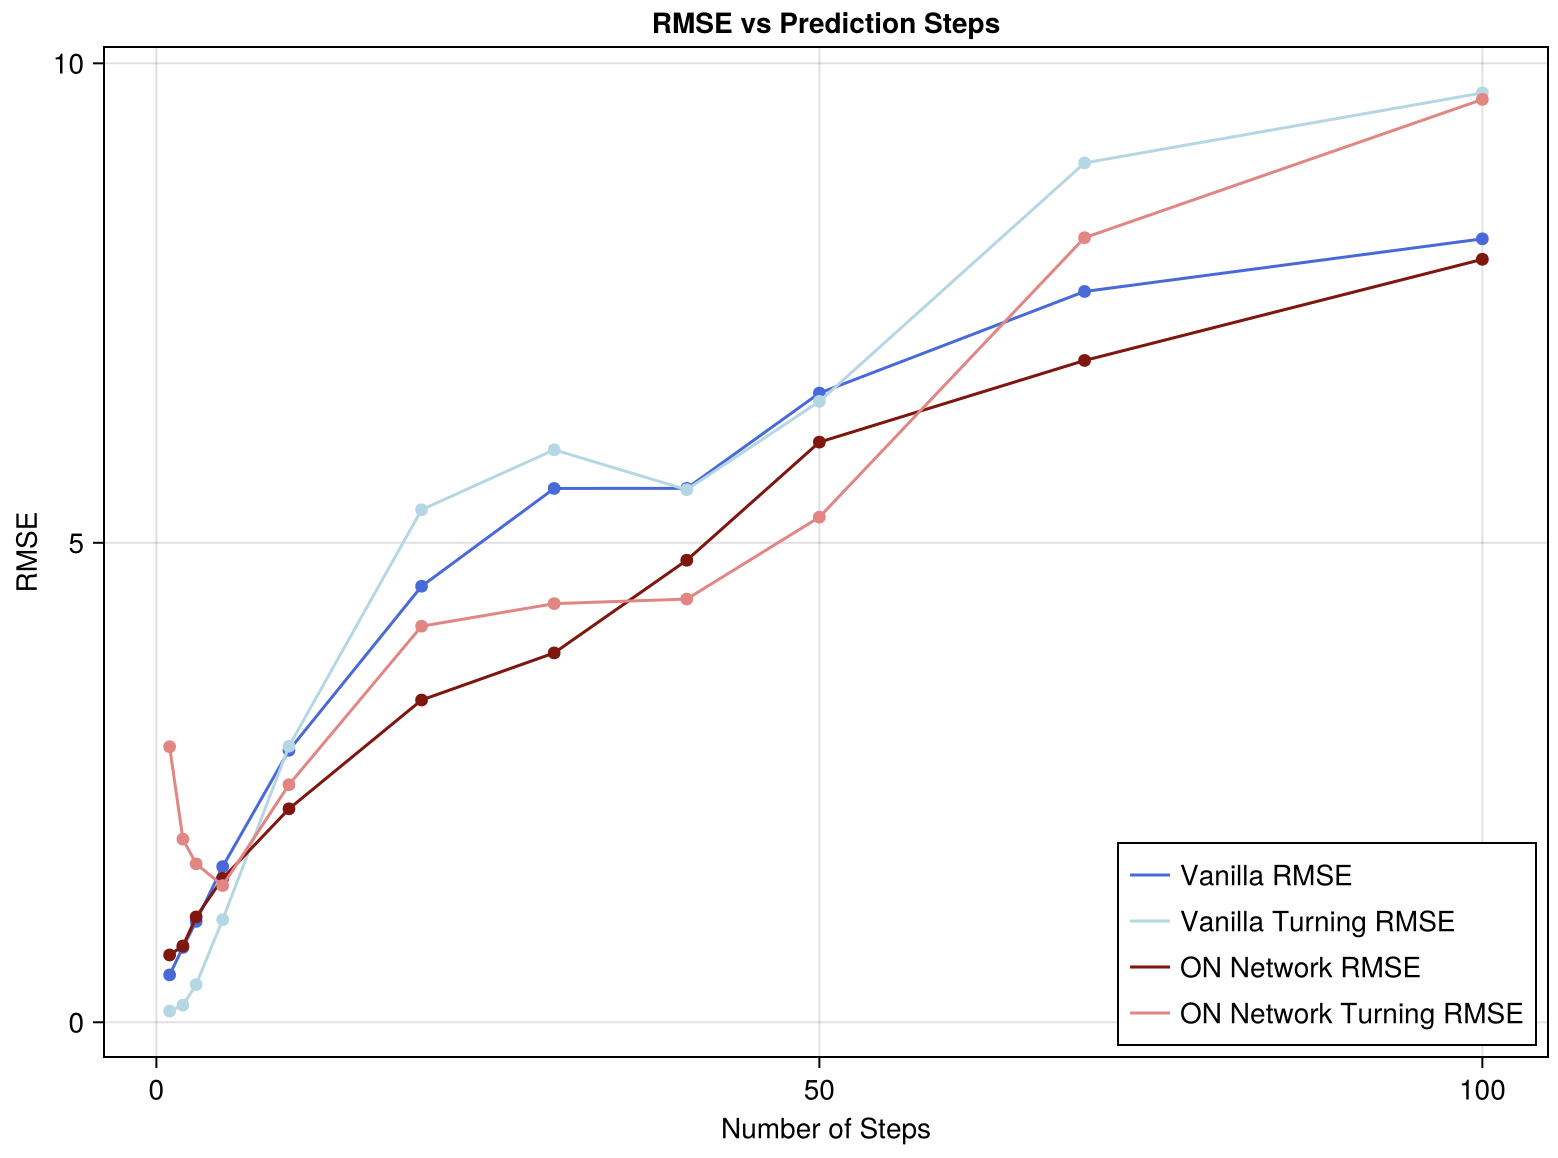 RMSE vs Prediction Steps
10
5
0
RMSE
0
50
100
Number of Steps
Vanilla RMSE
Vanilla Turning RMSE
ON Network RMSE
ON Network Turning RMSE